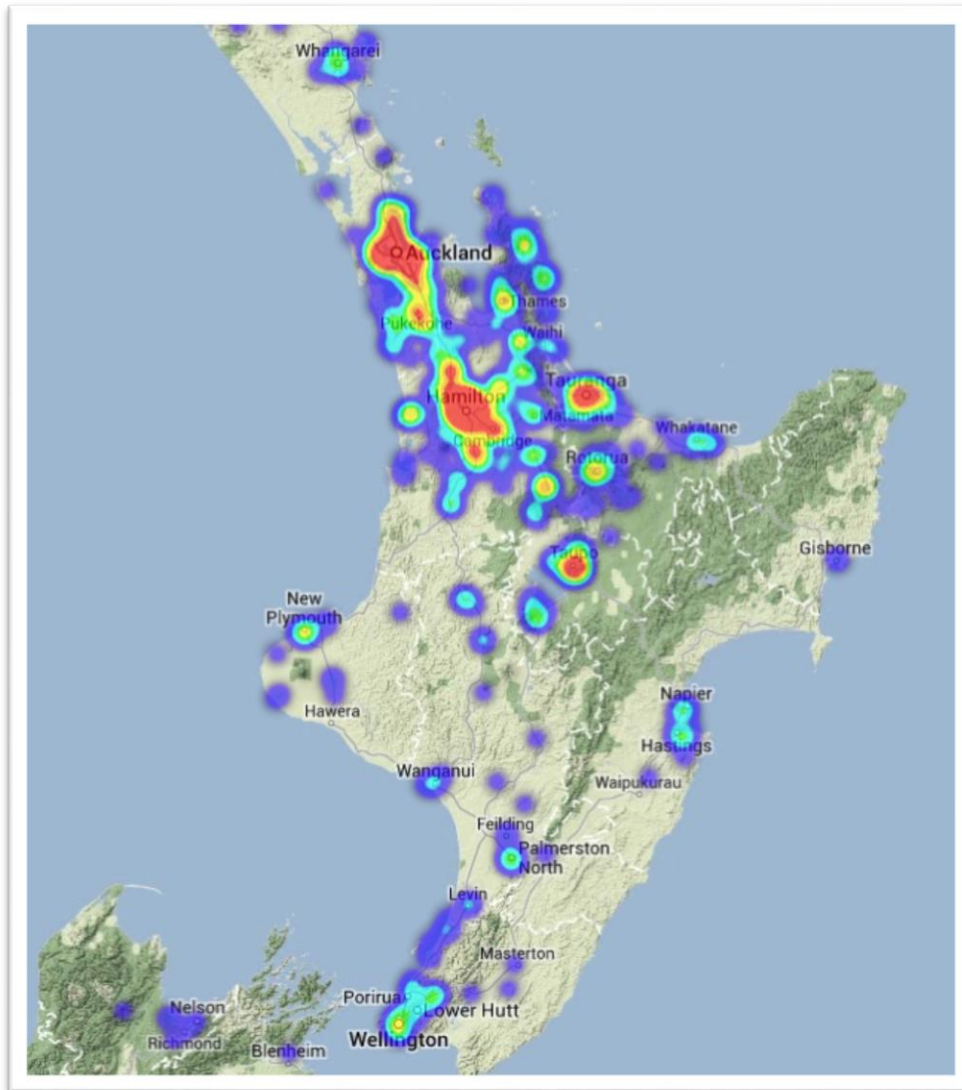 Whangarei
Auckland
Thames
Pukekohe
Waihi
Tauranga
Hamilton
Matamata
Whakatane
Cambridge
Rotorua
Taupo
Gisborne
New
Plymouth
Napier
Hawera
Hastings
Wanganui
Waipukurau
Feilding
Palmerston
North
Levin
Masterton
Porirua
Nelson
Lower Hutt
Richmond
Wellington
Blenheim